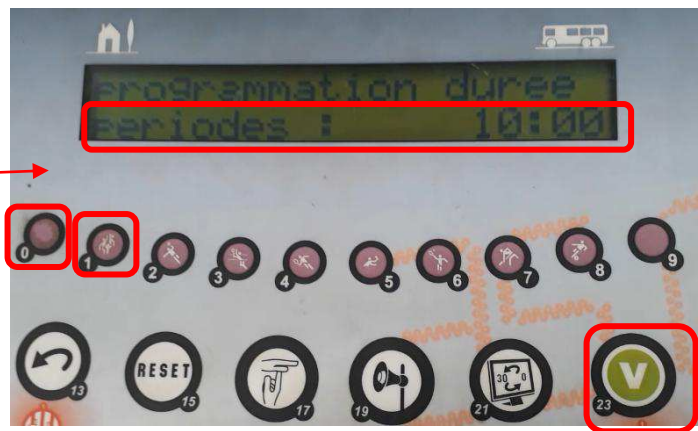 Programmation duree
Periodes : 10:00
0 1 2 3 4 5 6 7 8 9
RESET 30 0 V
13 15 17 19 21 23